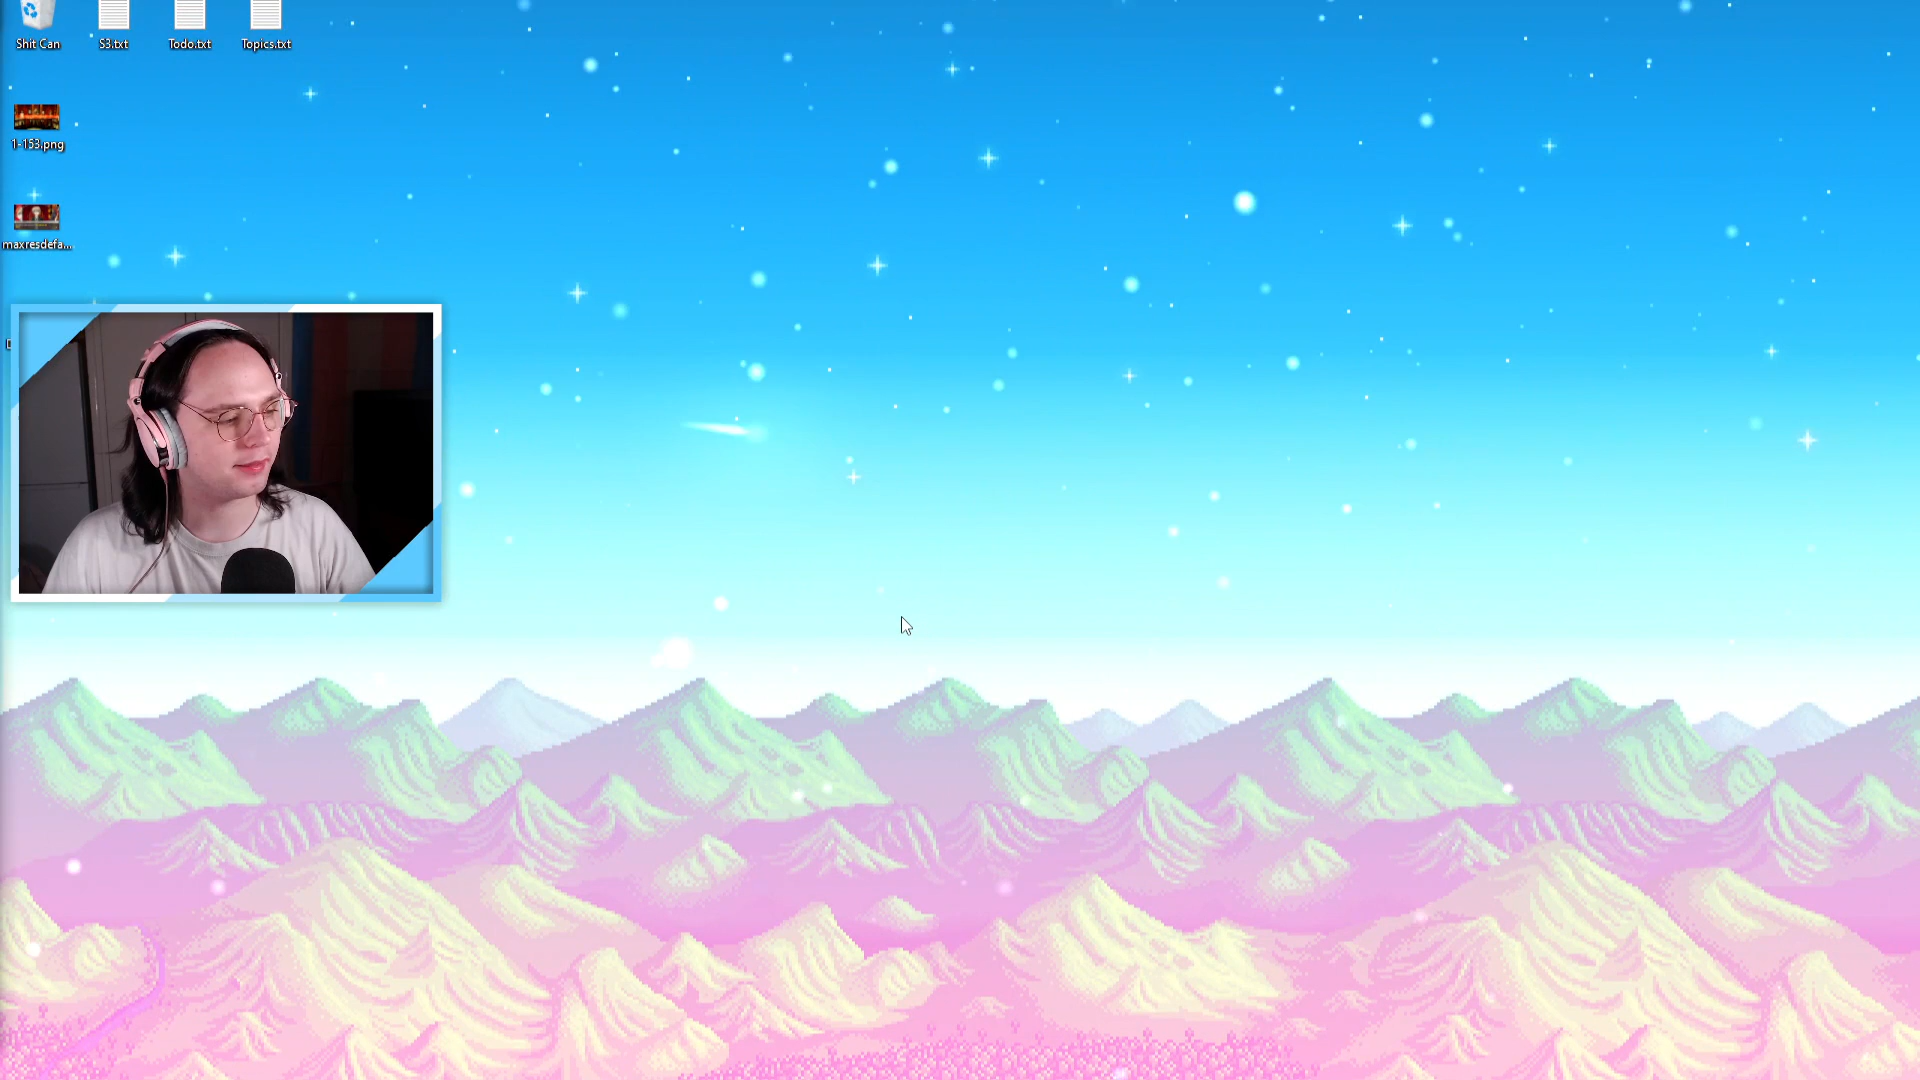 Shit Can
S3.txt
Todo.txt
Topics.txt
1-153.png
maxresdefa...